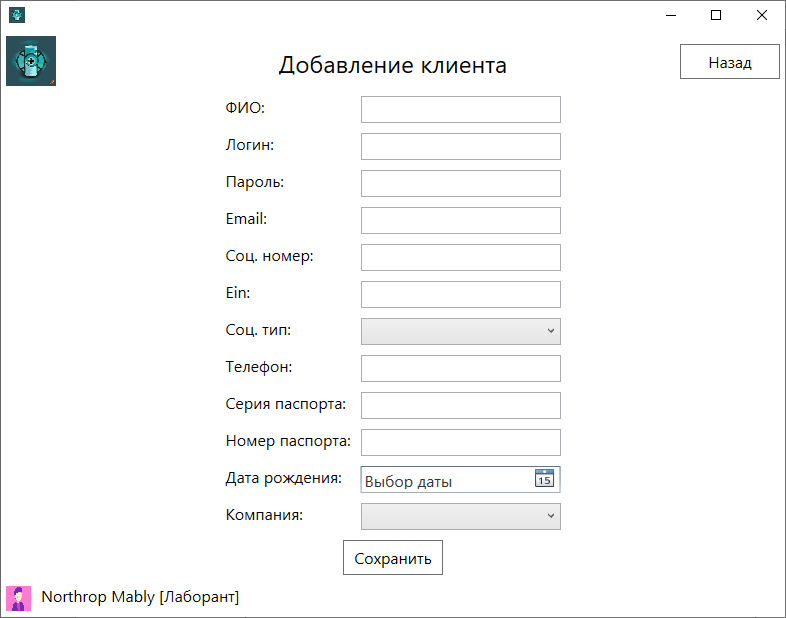 Добавление клиента
Назад
ФИО:
Логин:
Пароль:
Email:
Соц. номер:
Ein:
Соц. тип:
Телефон:
Серия паспорта:
Номер паспорта:
Дата рождения: Выбор даты 15
Компания:
Сохранить
Northrop Mably [Лаборант]